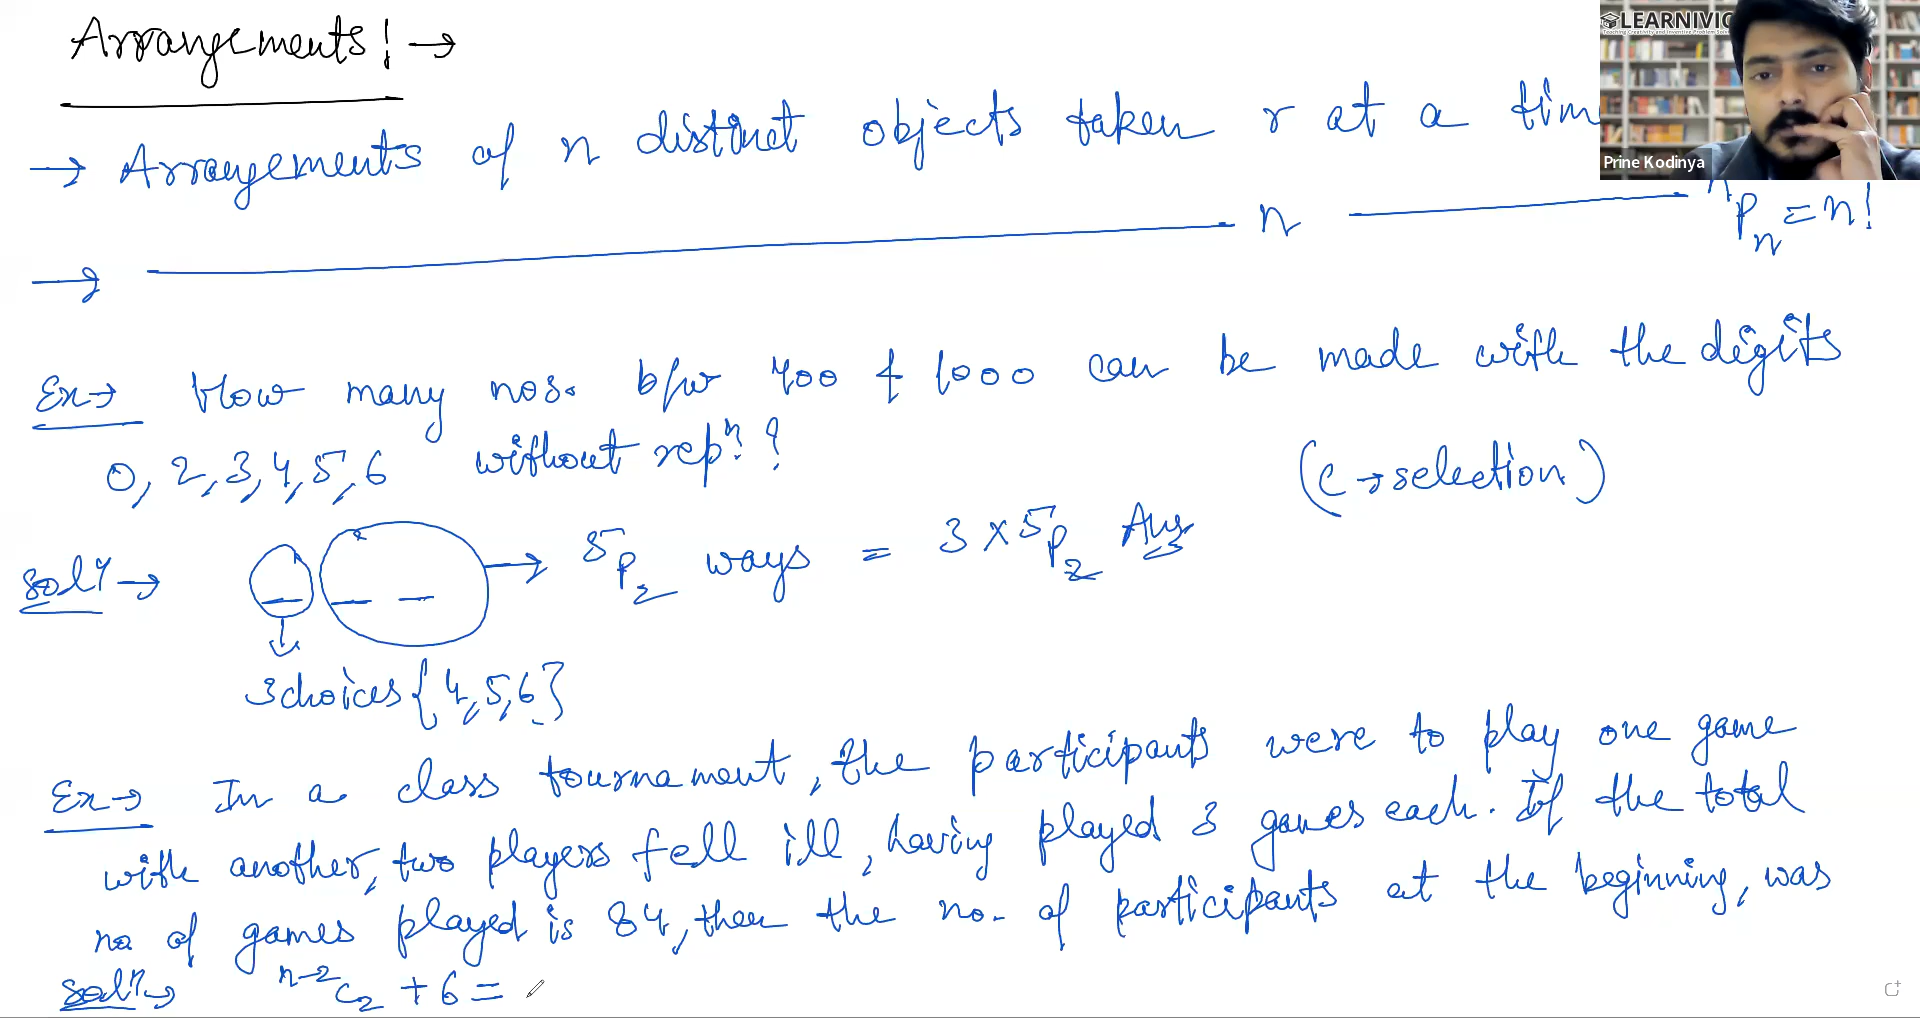 Arrangements! →
LEARNIVIO
→ Arrangements of n distinct objects taken r at a tim
Prine Kodinya
→ ——— n ——— ⁿPₙ = n!
Ex→ How many nos. b/w 400 & 1000 can be made with the digits
0, 2, 3, 4, 5, 6 without repⁿ?
(C → selection)
Solⁿ→ _ _ _ → ⁵P₂ ways = 3 × ⁵P₂ Ans
3 choices {4,5,6}
Ex→ In a class tournament, the participants were to play one game
with another, two players fell ill, having played 3 games each. If the total
no of games played is 84, then the no. of participants at the beginning, was
Solⁿ→ ⁿ⁻²C₂ + 6 =